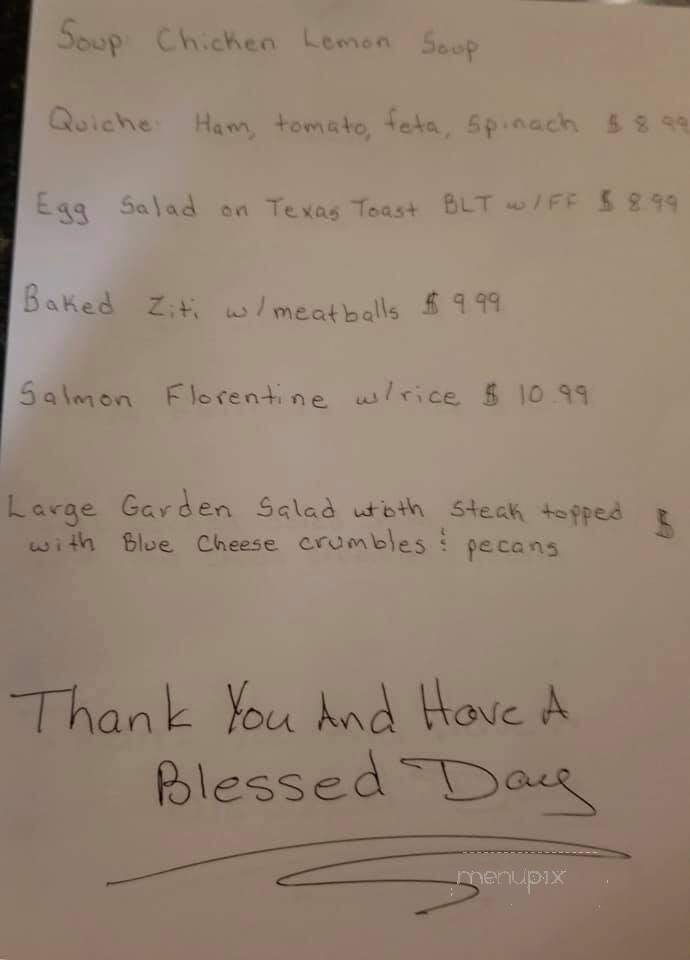 Soup: Chicken Lemon Soup
Quiche: Ham, tomato, feta, Spinach $ 8.99
Egg Salad on Texas Toast BLT w/FF $ 8.99
Baked Ziti w/meatballs $ 9.99
Salmon Florentine w/rice $ 10.99
Large Garden Salad with Steak topped $
with Blue Cheese crumbles & pecans
Thank You And Have A
Blessed Day
menupix